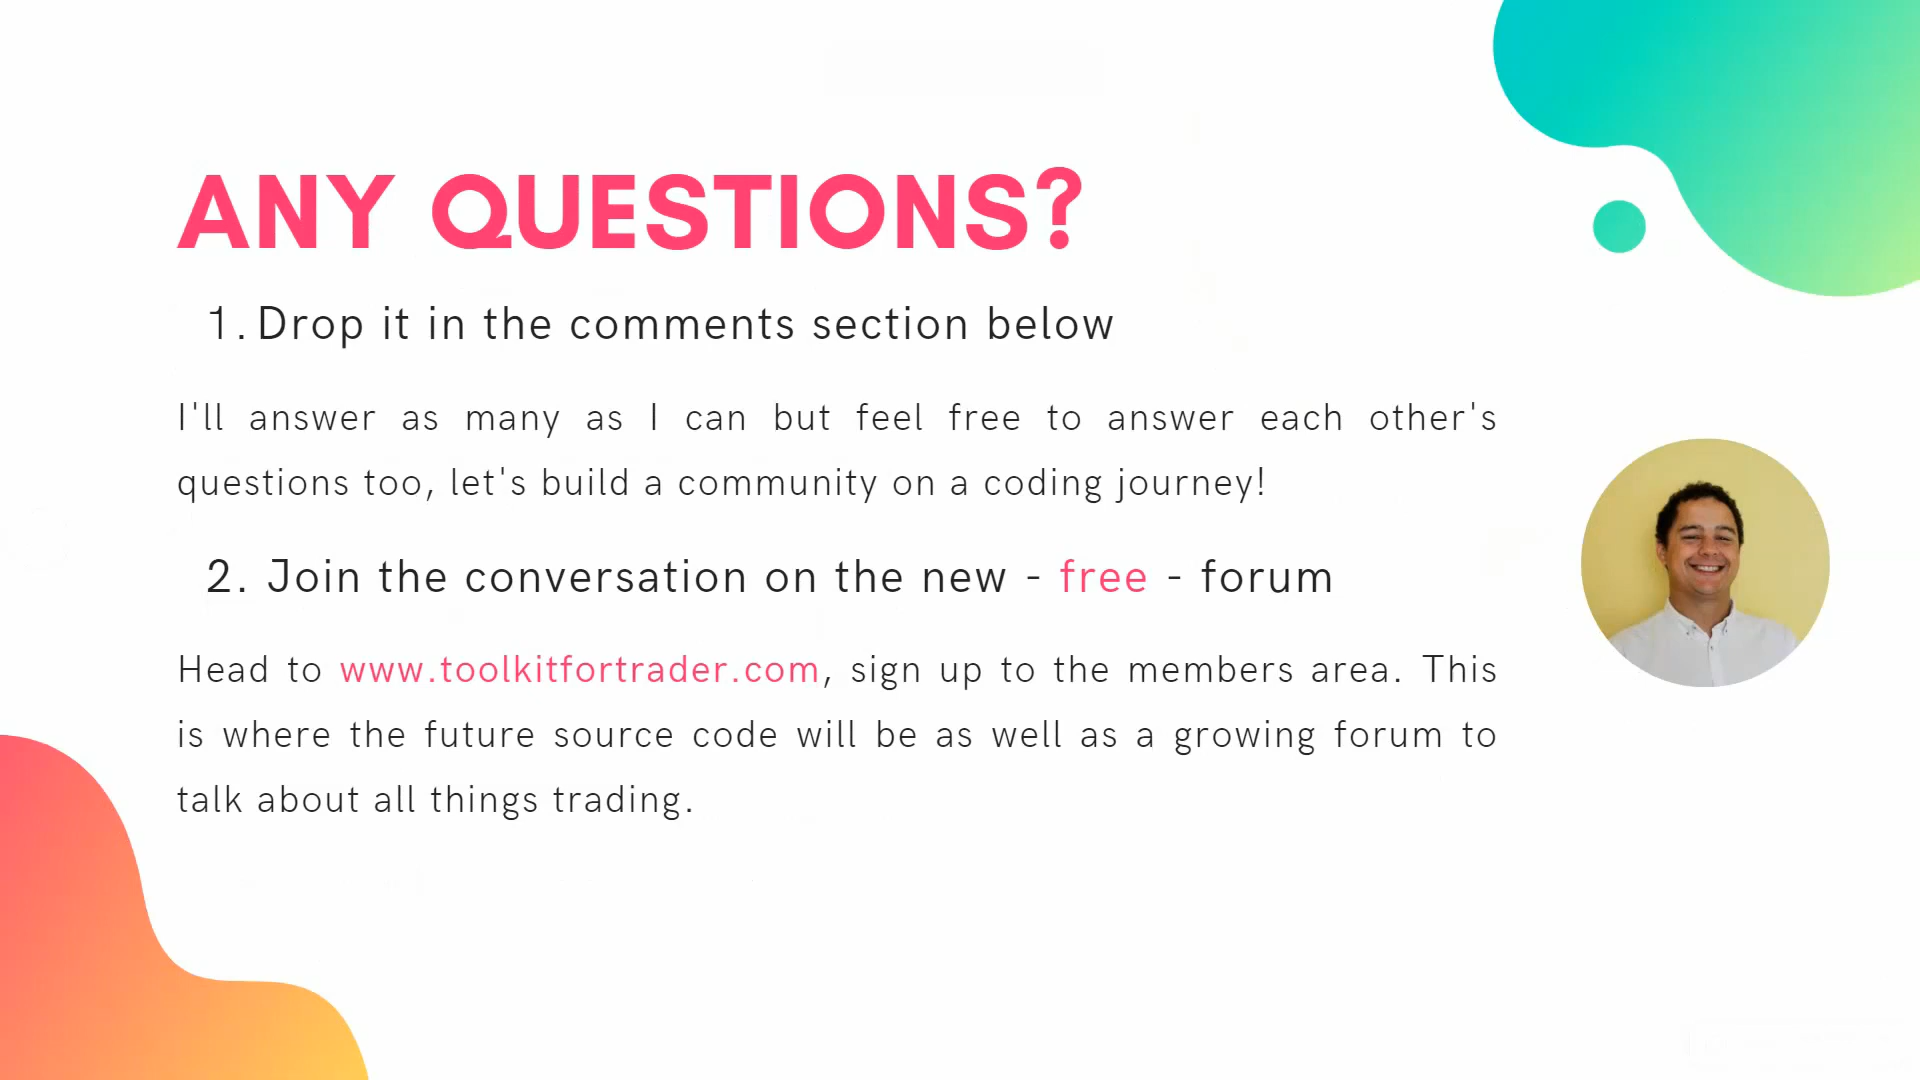 ANY QUESTIONS?
1. Drop it in the comments section below
I'll answer as many as I can but feel free to answer each other's
questions too, let's build a community on a coding journey!
2. Join the conversation on the new - free - forum
Head to www.toolkitfortrader.com, sign up to the members area. This
is where the future source code will be as well as a growing forum to
talk about all things trading.